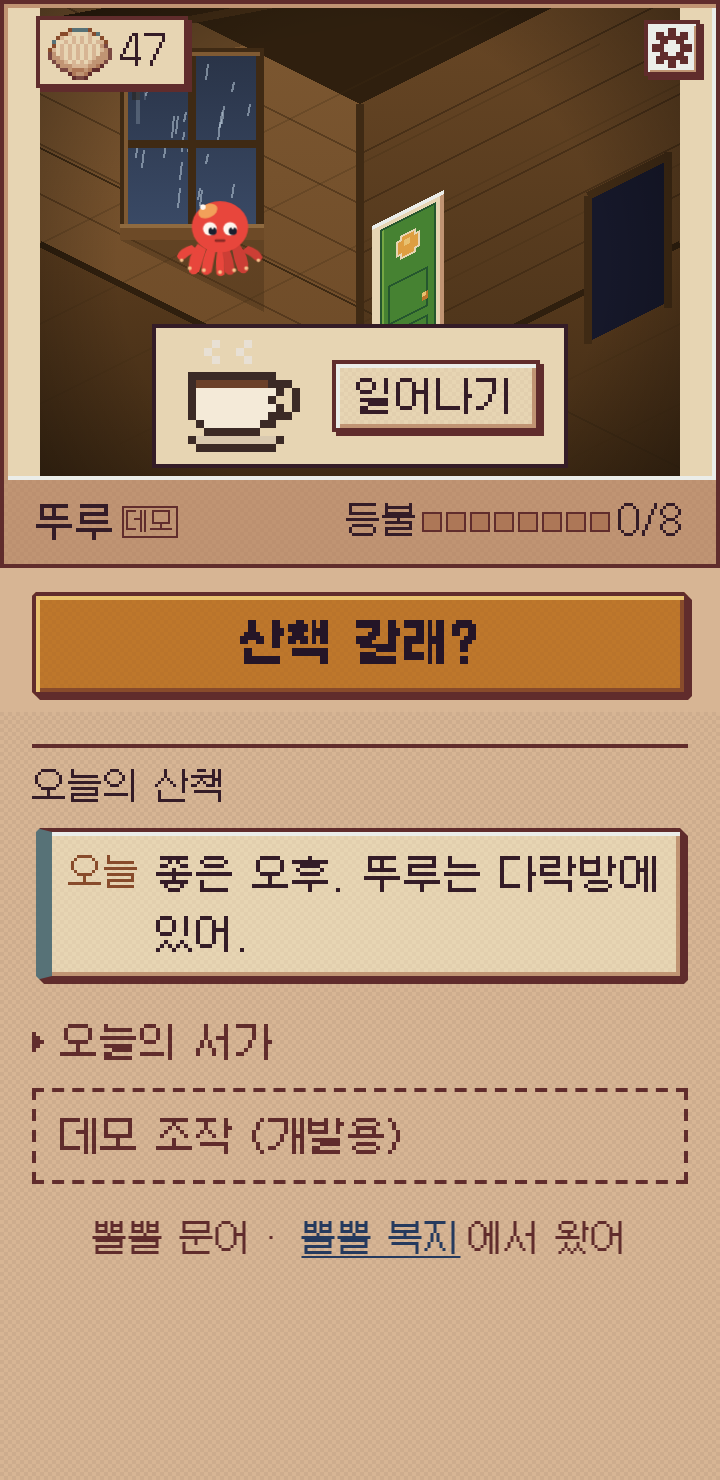 47
일어나기
뚜루 데모
등불 0/8
산책 갈래?
오늘의 산책
오늘 좋은 오후. 뚜루는 다락방에
있어.
오늘의 서가
데모 조작 (개발용)
뽈뽈 문어 · 뽈뽈 복지에서 왔어